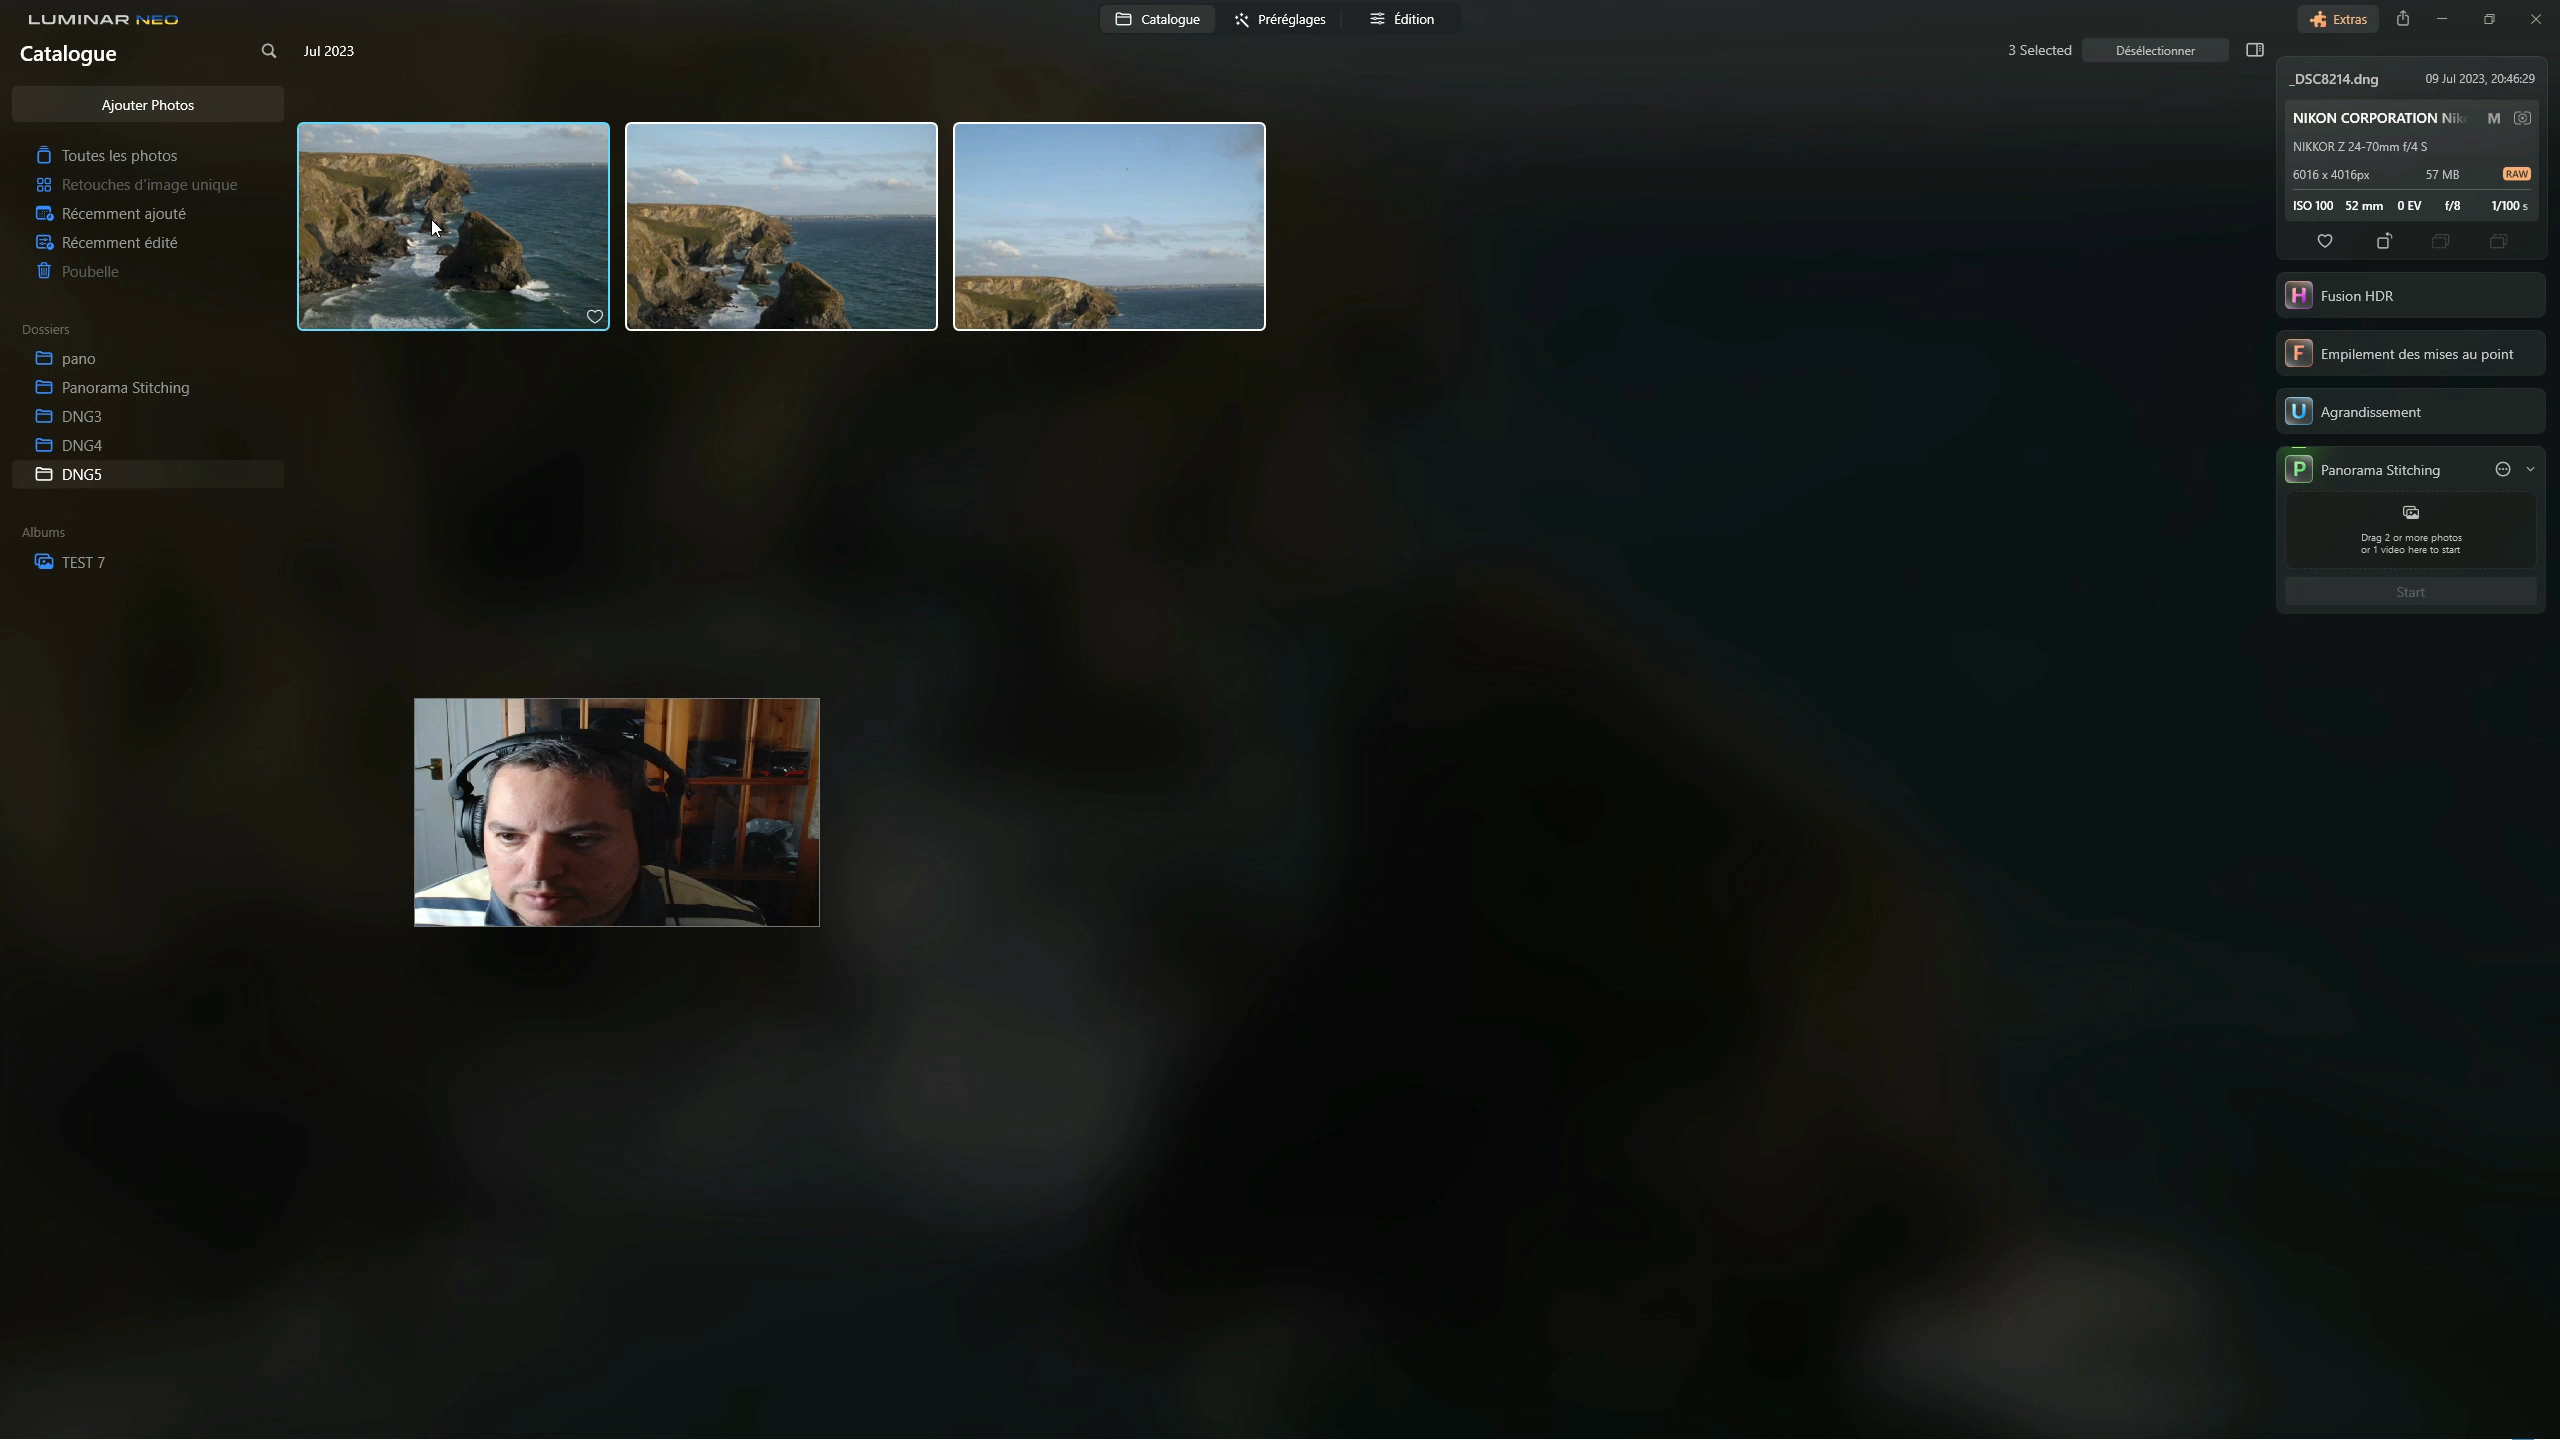 LUMINAR NEO
Catalogue
Préréglages
Édition
Extras
Catalogue
Jul 2023
3 Selected
Désélectionner
Ajouter Photos
Toutes les photos
Retouches d'image unique
Récemment ajouté
Récemment édité
Poubelle
Dossiers
pano
Panorama Stitching
DNG3
DNG4
DNG5
Albums
TEST 7
_DSC8214.dng
09 Jul 2023, 20:46:29
NIKON CORPORATION
M
NIKKOR Z 24-70mm f/4 S
6016 x 4016px
57 MB
RAW
ISO 100
52 mm
0 EV
f/8
1/100 s
H
Fusion HDR
F
Empilement des mises au point
U
Agrandissement
P
Panorama Stitching
Drag 2 or more photos
or 1 video here to start
Start